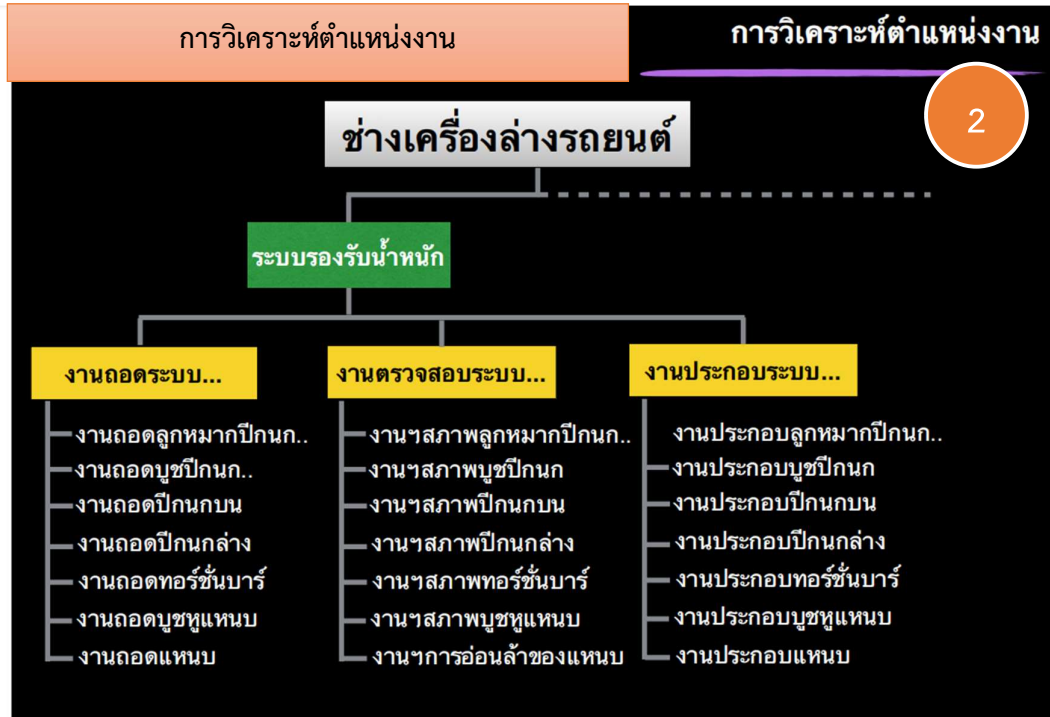 การวิเคราะห์ตำแหน่งงาน
การวิเคราะห์ตำแหน่งงาน
2
ช่างเครื่องล่างรถยนต์
ระบบรองรับน้ำหนัก
งานถอดระบบ...
งานถอดลูกหมากปีกนก..
งานถอดบูชปีกนก..
งานถอดปีกนกบน
งานถอดปีกนกล่าง
งานถอดทอร์ชั่นบาร์
งานถอดบูชหูแหนบ
งานถอดแหนบ
งานตรวจสอบระบบ...
งานฯสภาพลูกหมากปีกนก..
งานฯสภาพบูชปีกนก
งานฯสภาพปีกนกบน
งานฯสภาพปีกนกล่าง
งานฯสภาพทอร์ชั่นบาร์
งานฯสภาพบูชหูแหนบ
งานฯการอ่อนล้าของแหนบ
งานประกอบระบบ...
งานประกอบลูกหมากปีกนก..
งานประกอบบูชปีกนก
งานประกอบปีกนกบน
งานประกอบปีกนกล่าง
งานประกอบทอร์ชั่นบาร์
งานประกอบบูชหูแหนบ
งานประกอบแหนบ